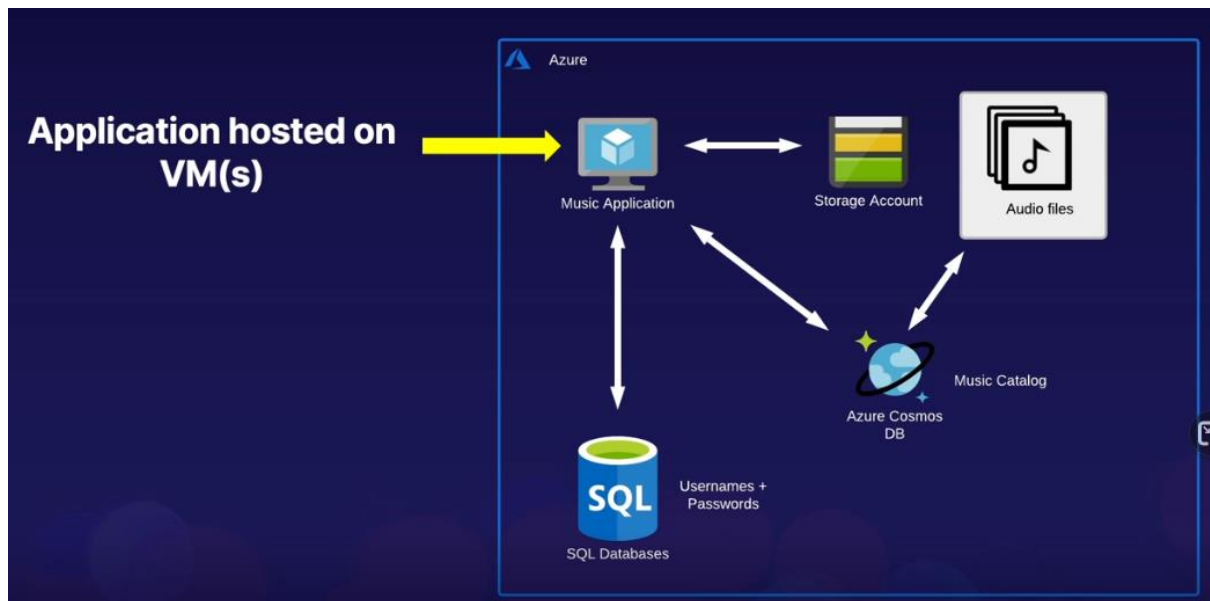 Azure
Application hosted on
VM(s)
Music Application
Storage Account
Audio files
Music Catalog
Azure Cosmos
DB
SQL
Usernames +
Passwords
SQL Databases